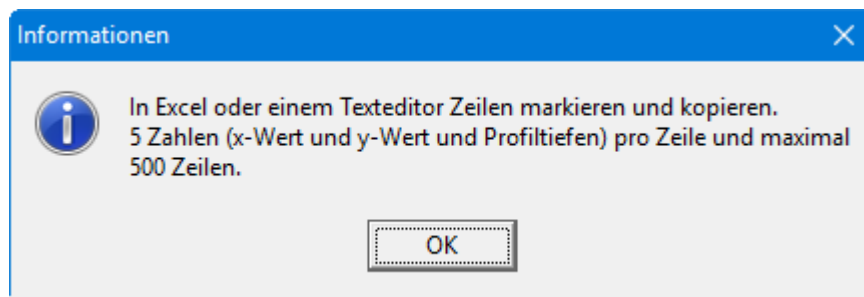 Informationen
In Excel oder einem Texteditor Zeilen markieren und kopieren.
5 Zahlen (x-Wert und y-Wert und Profiltiefen) pro Zeile und maximal
500 Zeilen.
OK